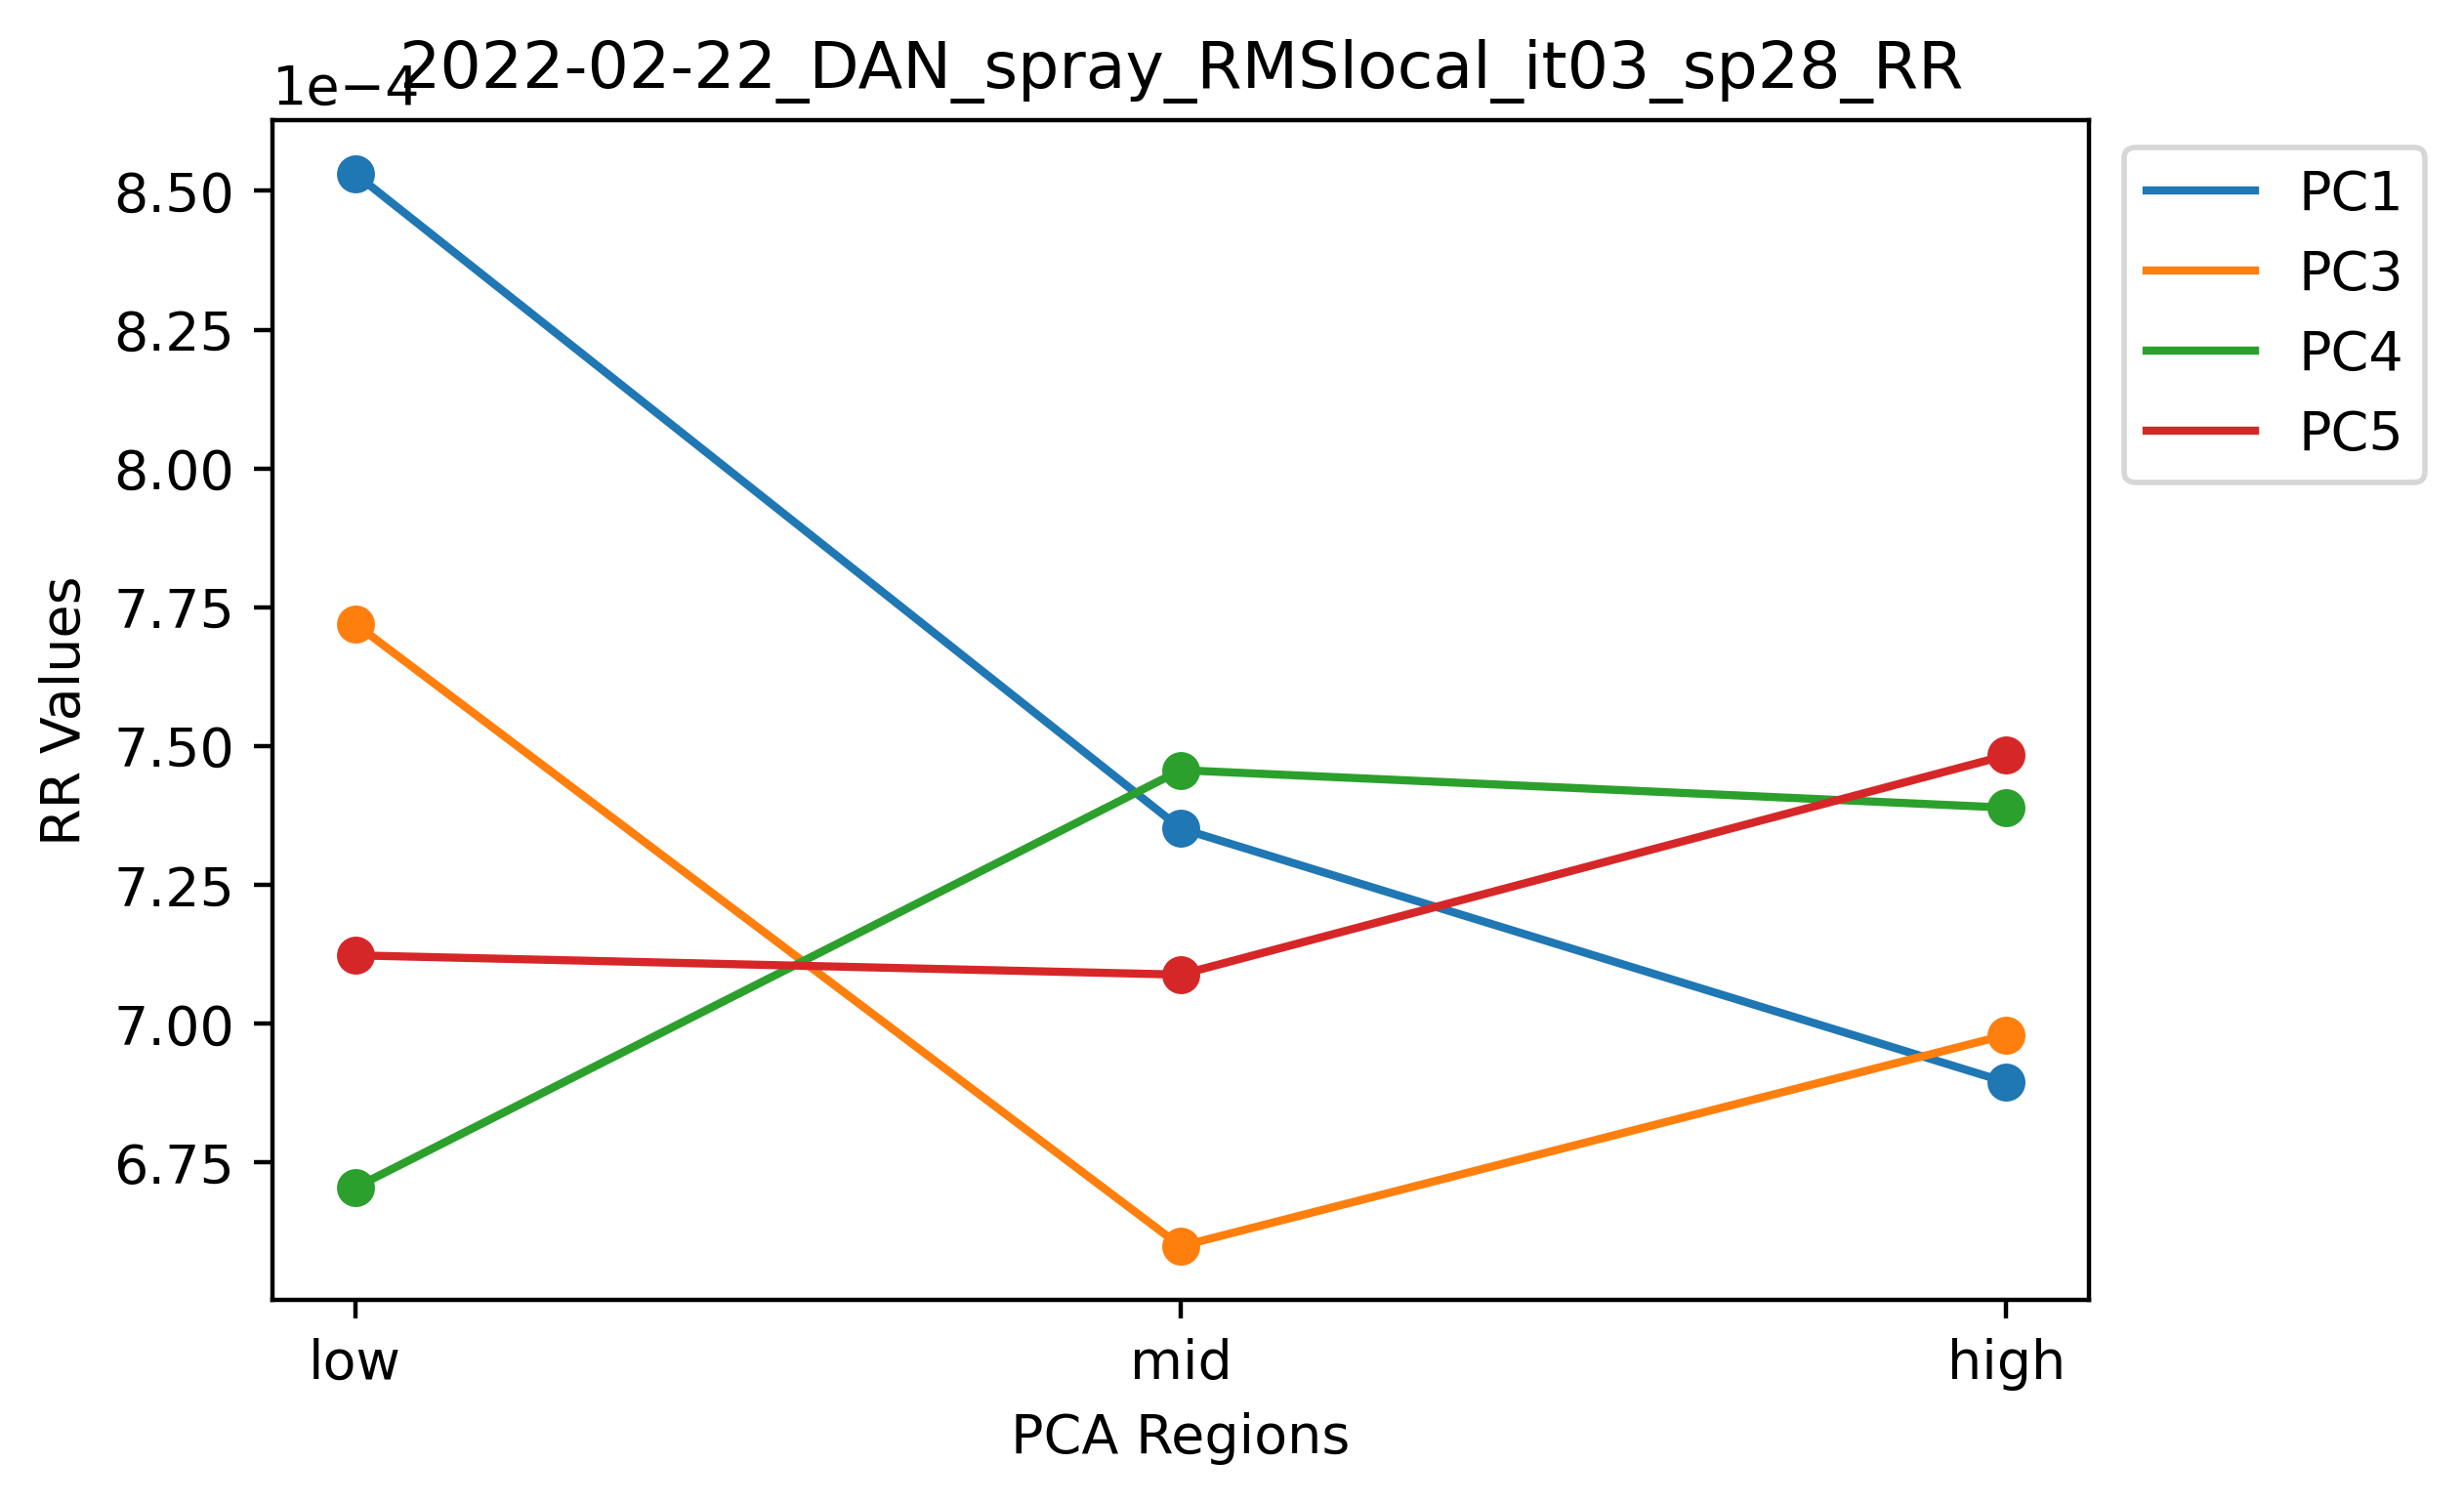 2022-02-22_DAN_spray_RMSlocal_it03_sp28_RR
1e−4
8.50
8.25
8.00
7.75
7.50
7.25
7.00
6.75
RR Values
low
mid
high
PCA Regions
PC1
PC3
PC4
PC5